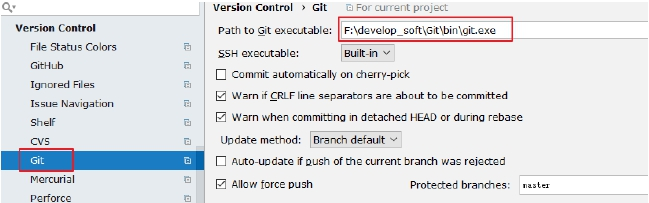 Version Control
File Status Colors
GitHub
Ignored Files
Issue Navigation
Shelf
CVS
Git
Mercurial
Perforce
Version Control › Git For current project
Path to Git executable: F:\develop_soft\Git\bin\git.exe
SSH executable: Built-in
Commit automatically on cherry-pick
Warn if CRLF line separators are about to be committed
Warn when committing in detached HEAD or during rebase
Update method: Branch default
Auto-update if push of the current branch was rejected
Allow force push Protected branches: master